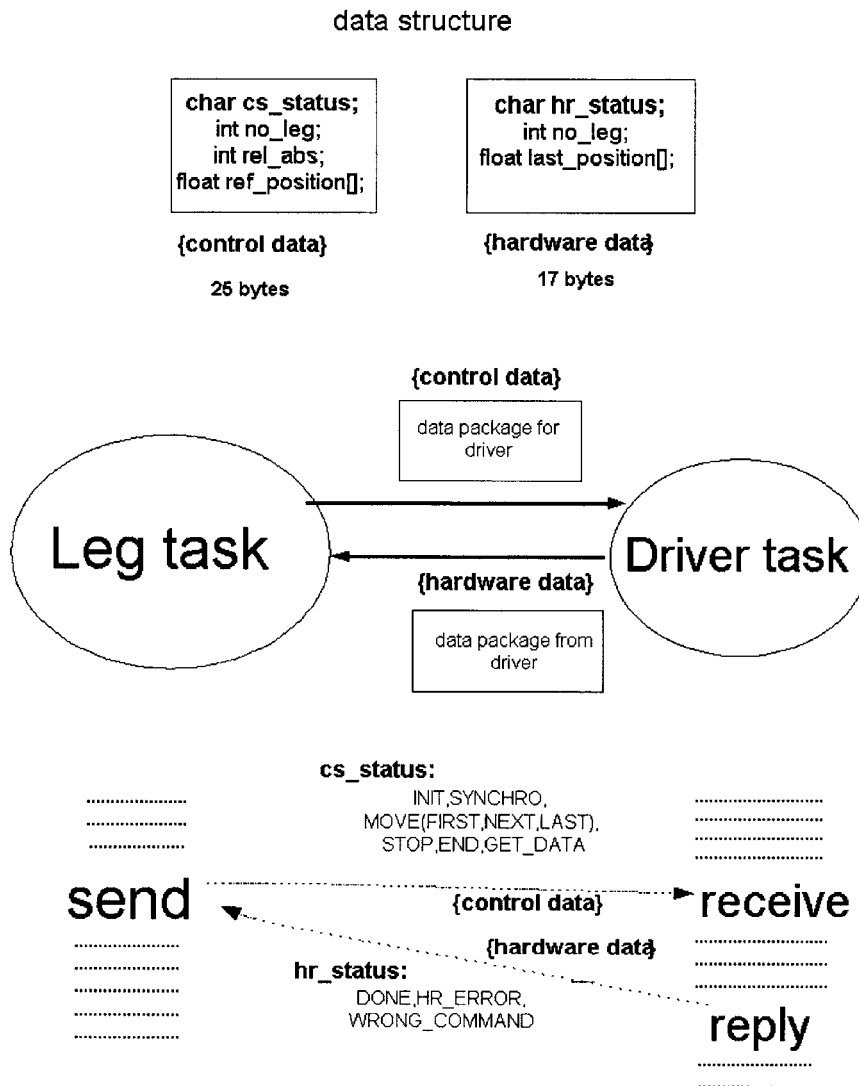 data structure
char cs_status;
int no_leg;
int rel_abs;
float ref_position[];
char hr_status;
int no_leg;
float last_position[];
{control data}
25 bytes
{hardware data}
17 bytes
{control data}
data package for
driver
Leg task
Driver task
{hardware data}
data package from
driver
cs_status:
INIT,SYNCHRO,
MOVE(FIRST,NEXT,LAST),
STOP,END,GET_DATA
send
{control data}
receive
{hardware data}
hr_status:
DONE,HR_ERROR,
WRONG_COMMAND
reply